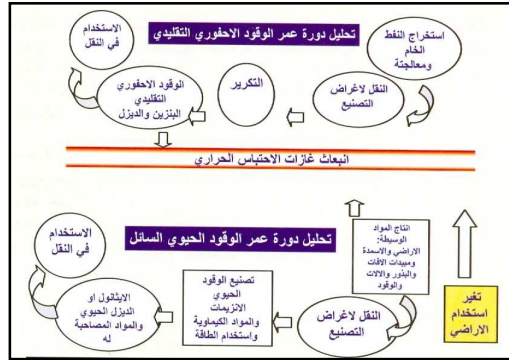 تحليل دورة عمر الوقود الاحفوري التقليدي
استخراج النفط
الخام
ومعالجتة
النقل لاغراض
التصنيع
التكرير
الوقود الاحفوري
التقليدي
البنزين والديزل
الاستخدام
في النقل
انبعاث غازات الاحتباس الحراري
تحليل دورة عمر الوقود الحيوي السائل
تغير
استخدام
الاراضي
انتاج المواد
الوسيطة:
الاراضي والاسمدة
ومبيدات الافات
والبذور والالات
والوقود
النقل لاغراض
التصنيع
تصنيع الوقود
الحيوي
الانزيمات
والمواد الكيماوية
واستخدام الطاقة
الايثانول او
الديزل الحيوي
والمواد المصاحبة
له
الاستخدام
في النقل